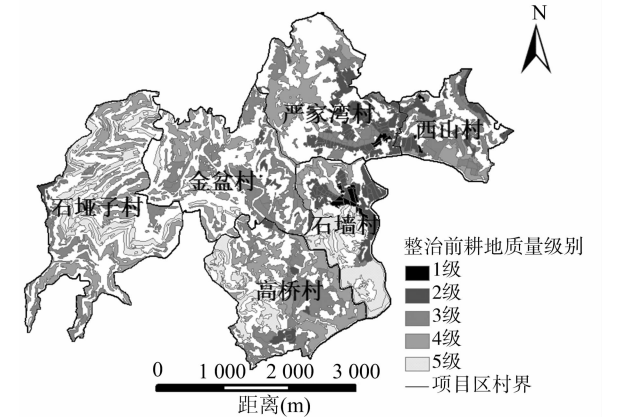 N
严家湾村
西山村
金盆村
石垭子村
石墙村
高桥村
整治前耕地质量级别
1级
2级
3级
4级
5级
项目区村界
0 1 000 2 000 3 000
距离(m)